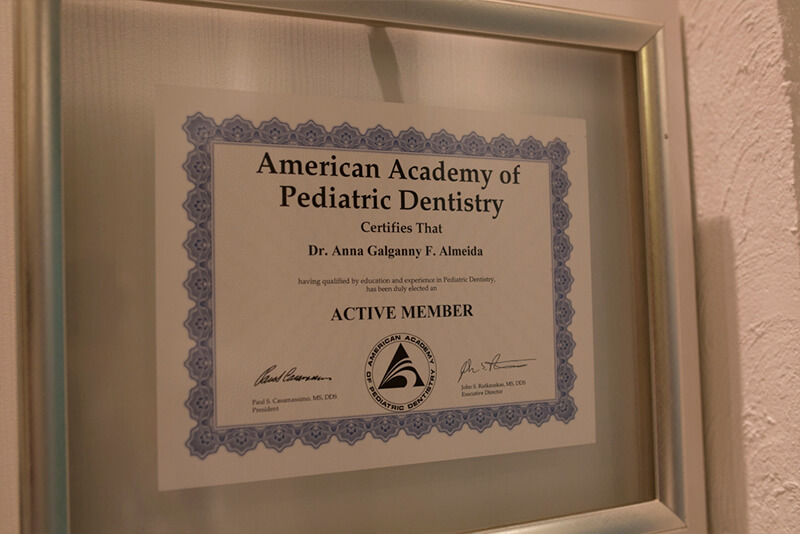 American Academy of
Pediatric Dentistry
Certifies That
Dr. Anna Galganny F. Almeida
having qualified by education and experience in Pediatric Dentistry,
has been duly elected an
ACTIVE MEMBER
AMERICAN ACADEMY
OF PEDIATRIC DENTISTRY
Paul S. Casamassimo, MS, DDS
President
John S. Rutkauskas, MS, DDS
Executive Director